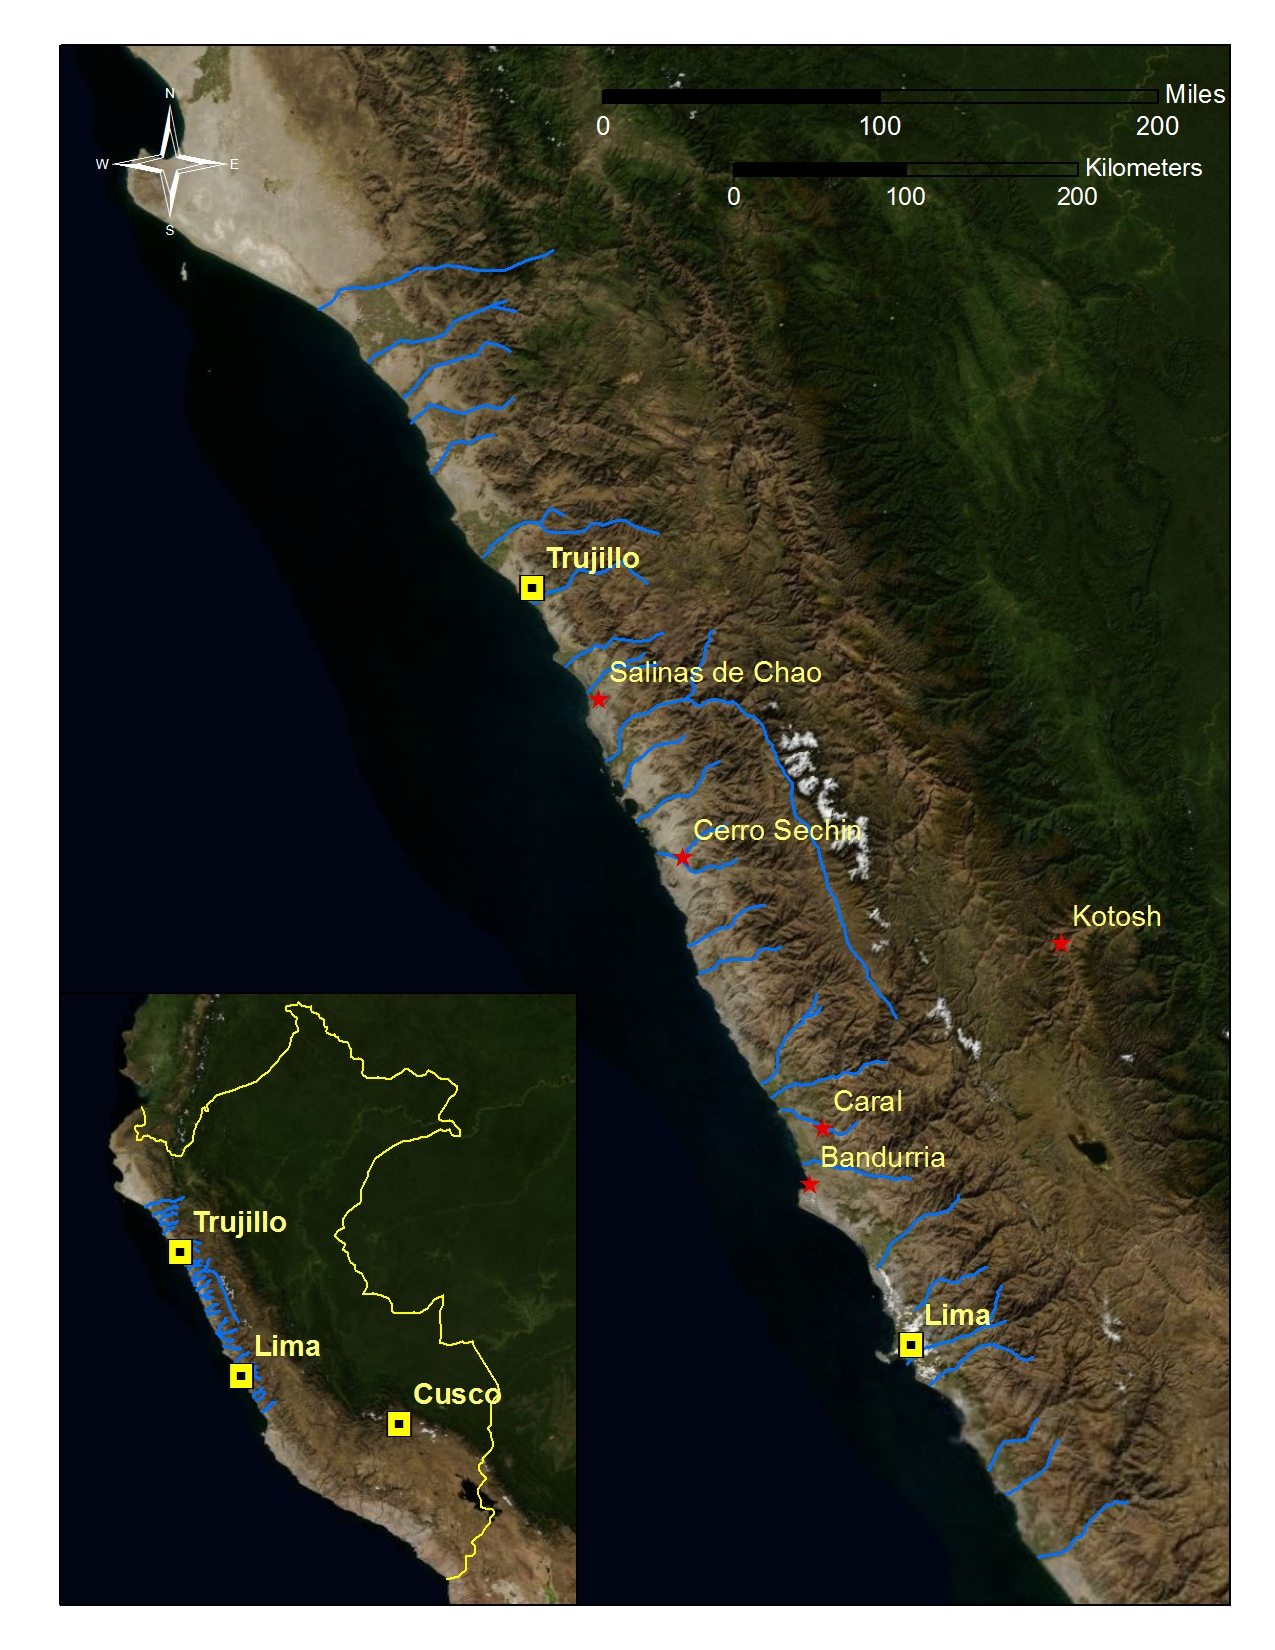 N
W E
S
Miles
0 100 200
Kilometers
0 100 200
Trujillo
Salinas de Chao
Cerro Sechin
Kotosh
Caral
Bandurria
Lima
Trujillo
Lima
Cusco